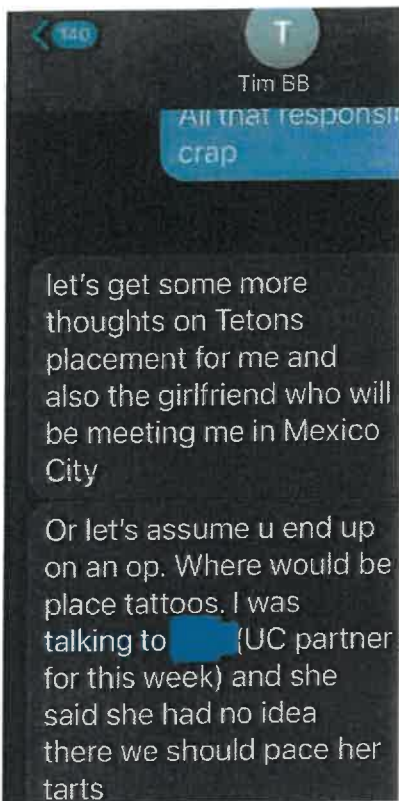 140
T
Tim BB
All that responsi
crap
let's get some more
thoughts on Tetons
placement for me and
also the girlfriend who will
be meeting me in Mexico
City
Or let's assume u end up
on an op. Where would be
place tattoos. I was
talking to (UC partner
for this week) and she
said she had no idea
there we should pace her
tarts